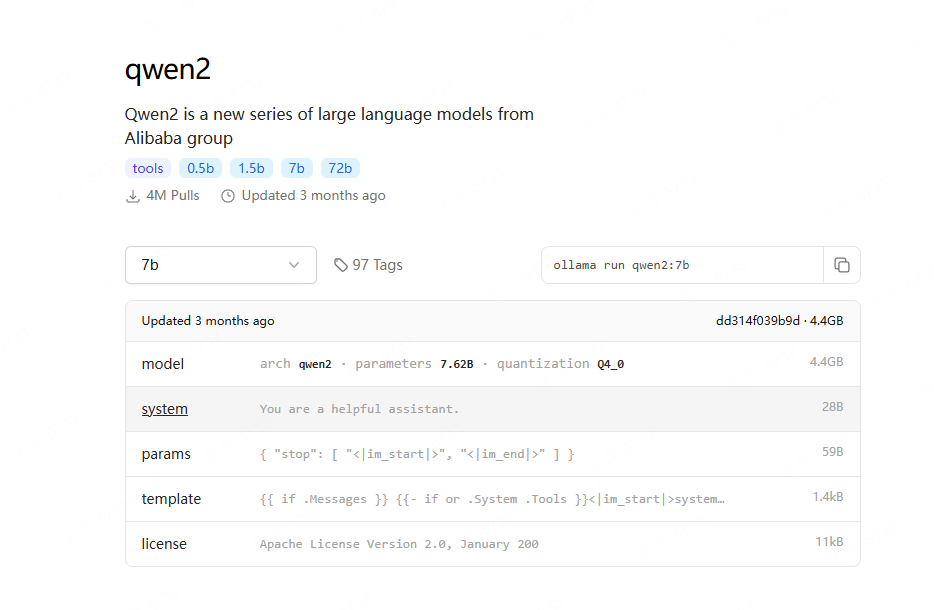 qwen2
Qwen2 is a new series of large language models from
Alibaba group
tools 0.5b 1.5b 7b 72b
4M Pulls Updated 3 months ago
7b 97 Tags ollama run qwen2:7b
Updated 3 months ago dd314f039b9d · 4.4GB
model arch qwen2 · parameters 7.62B · quantization Q4_0 4.4GB
system You are a helpful assistant. 28B
params { "stop": [ "<|im_start|>", "<|im_end|>" ] } 59B
template {{ if .Messages }} {{- if or .System .Tools }}<|im_start|>system… 1.4kB
license Apache License Version 2.0, January 200 11kB